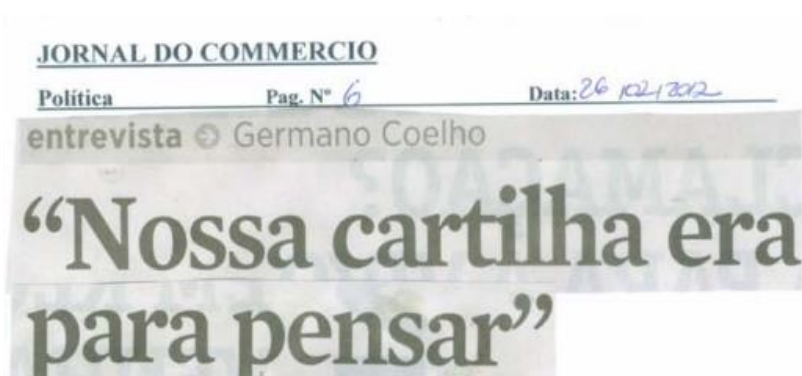 JORNAL DO COMMERCIO
Política Pag. Nº 6 Data: 26/02/2012
entrevista Germano Coelho
“Nossa cartilha era
para pensar”